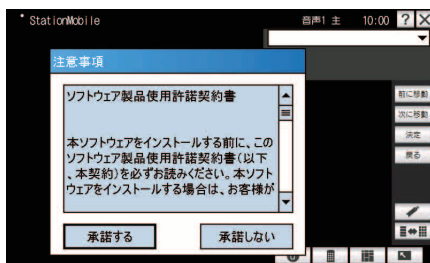 StationMobile 音声1 主 10:00 ? X
注意事項
ソフトウェア製品使用許諾契約書
本ソフトウェアをインストールする前に、この
ソフトウェア製品使用許諾契約書(以下
、本契約)を必ずお読みください。本ソフト
ウェアをインストールする場合は、お客様が
承諾する 承諾しない
前に移動
次に移動
決定
戻る